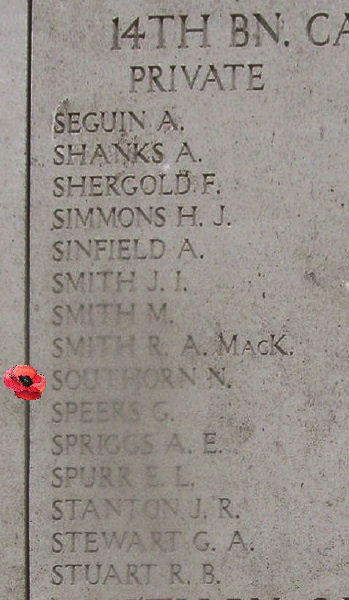 14TH BN. CA
PRIVATE
SEGUIN A.
SHANKS A.
SHERGOLD F.
SIMMONS H. J.
SINFIELD A.
SMITH J. I.
SMITH M.
SMITH R. A. MacK.
SOUTHORN N.
SPEERS G.
SPRIGGS A. E.
SPURR E. L.
STANTON J. R.
STEWART G. A.
STUART R. B.